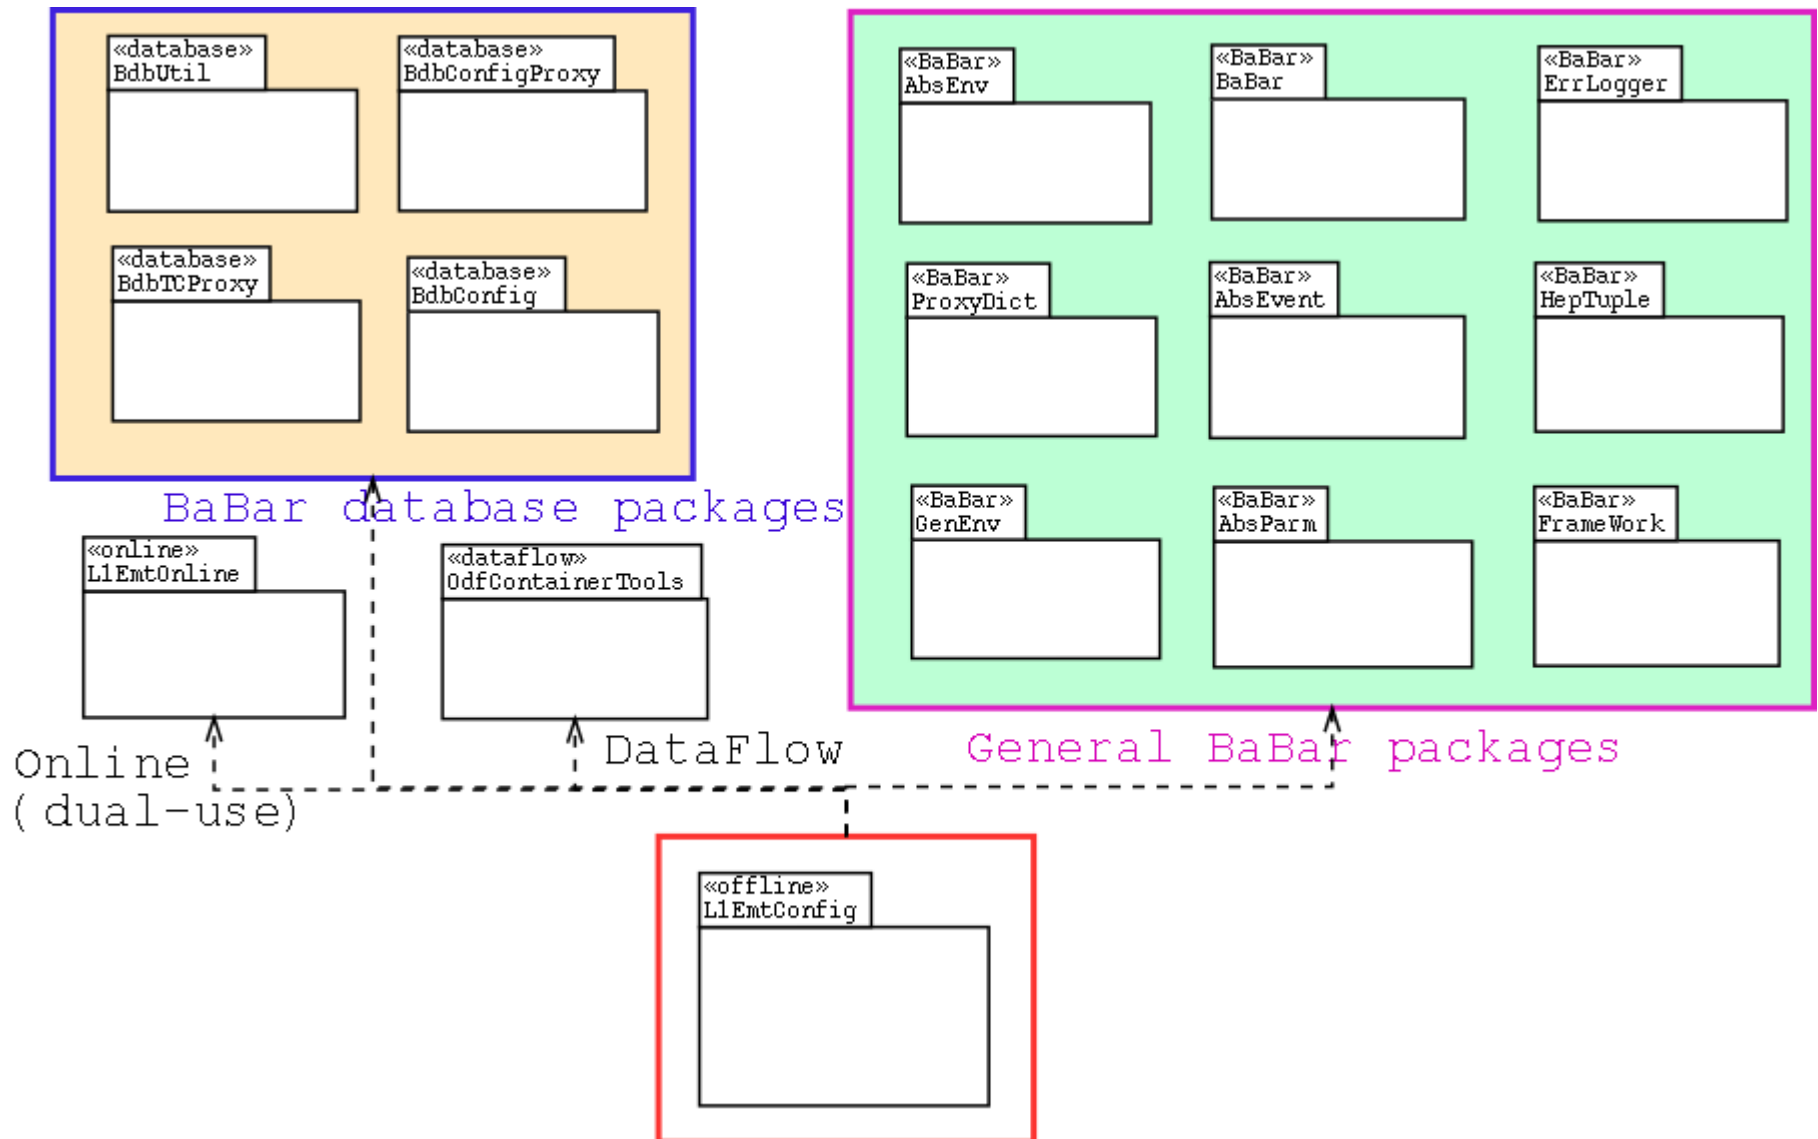 «database»
BdbUtil
«database»
BdbConfigProxy
«database»
BdbTCProxy
«database»
BdbConfig
BaBar database packages
«BaBar»
AbsEnv
«BaBar»
BaBar
«BaBar»
ErrLogger
«BaBar»
ProxyDict
«BaBar»
AbsEvent
«BaBar»
HepTuple
«BaBar»
GenEnv
«BaBar»
AbsParm
«BaBar»
FrameWork
General BaBar packages
«online»
L1EmtOnline
Online
(dual-use)
«dataflow»
OdfContainerTools
DataFlow
«offline»
L1EmtConfig